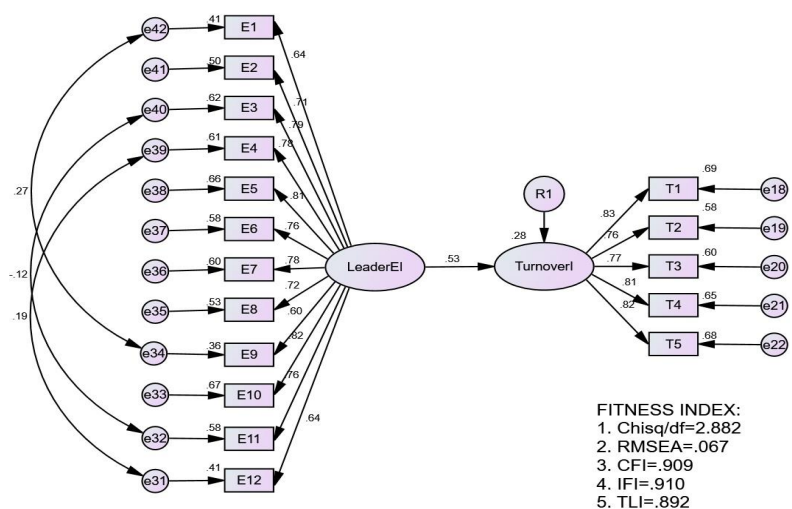 e42 .41 E1
.64
e41 .50 E2
.71
e40 .62 E3
.79
e39 .61 E4
.78
e38 .66 E5
.81
e37 .58 E6
.76
e36 .60 E7
.78
e35 .53 E8
.72
e34 .36 E9
.60
e33 .67 E10
.82
e32 .58 E11
.76
e31 .41 E12
.64
.27
-.12
.19
LeaderEI
.53
R1
.28
TurnoverI
.83
.69
T1 e18
.76
.58
T2 e19
.77
.60
T3 e20
.81
.65
T4 e21
.82
.68
T5 e22
FITNESS INDEX:
1. Chisq/df=2.882
2. RMSEA=.067
3. CFI=.909
4. IFI=.910
5. TLI=.892